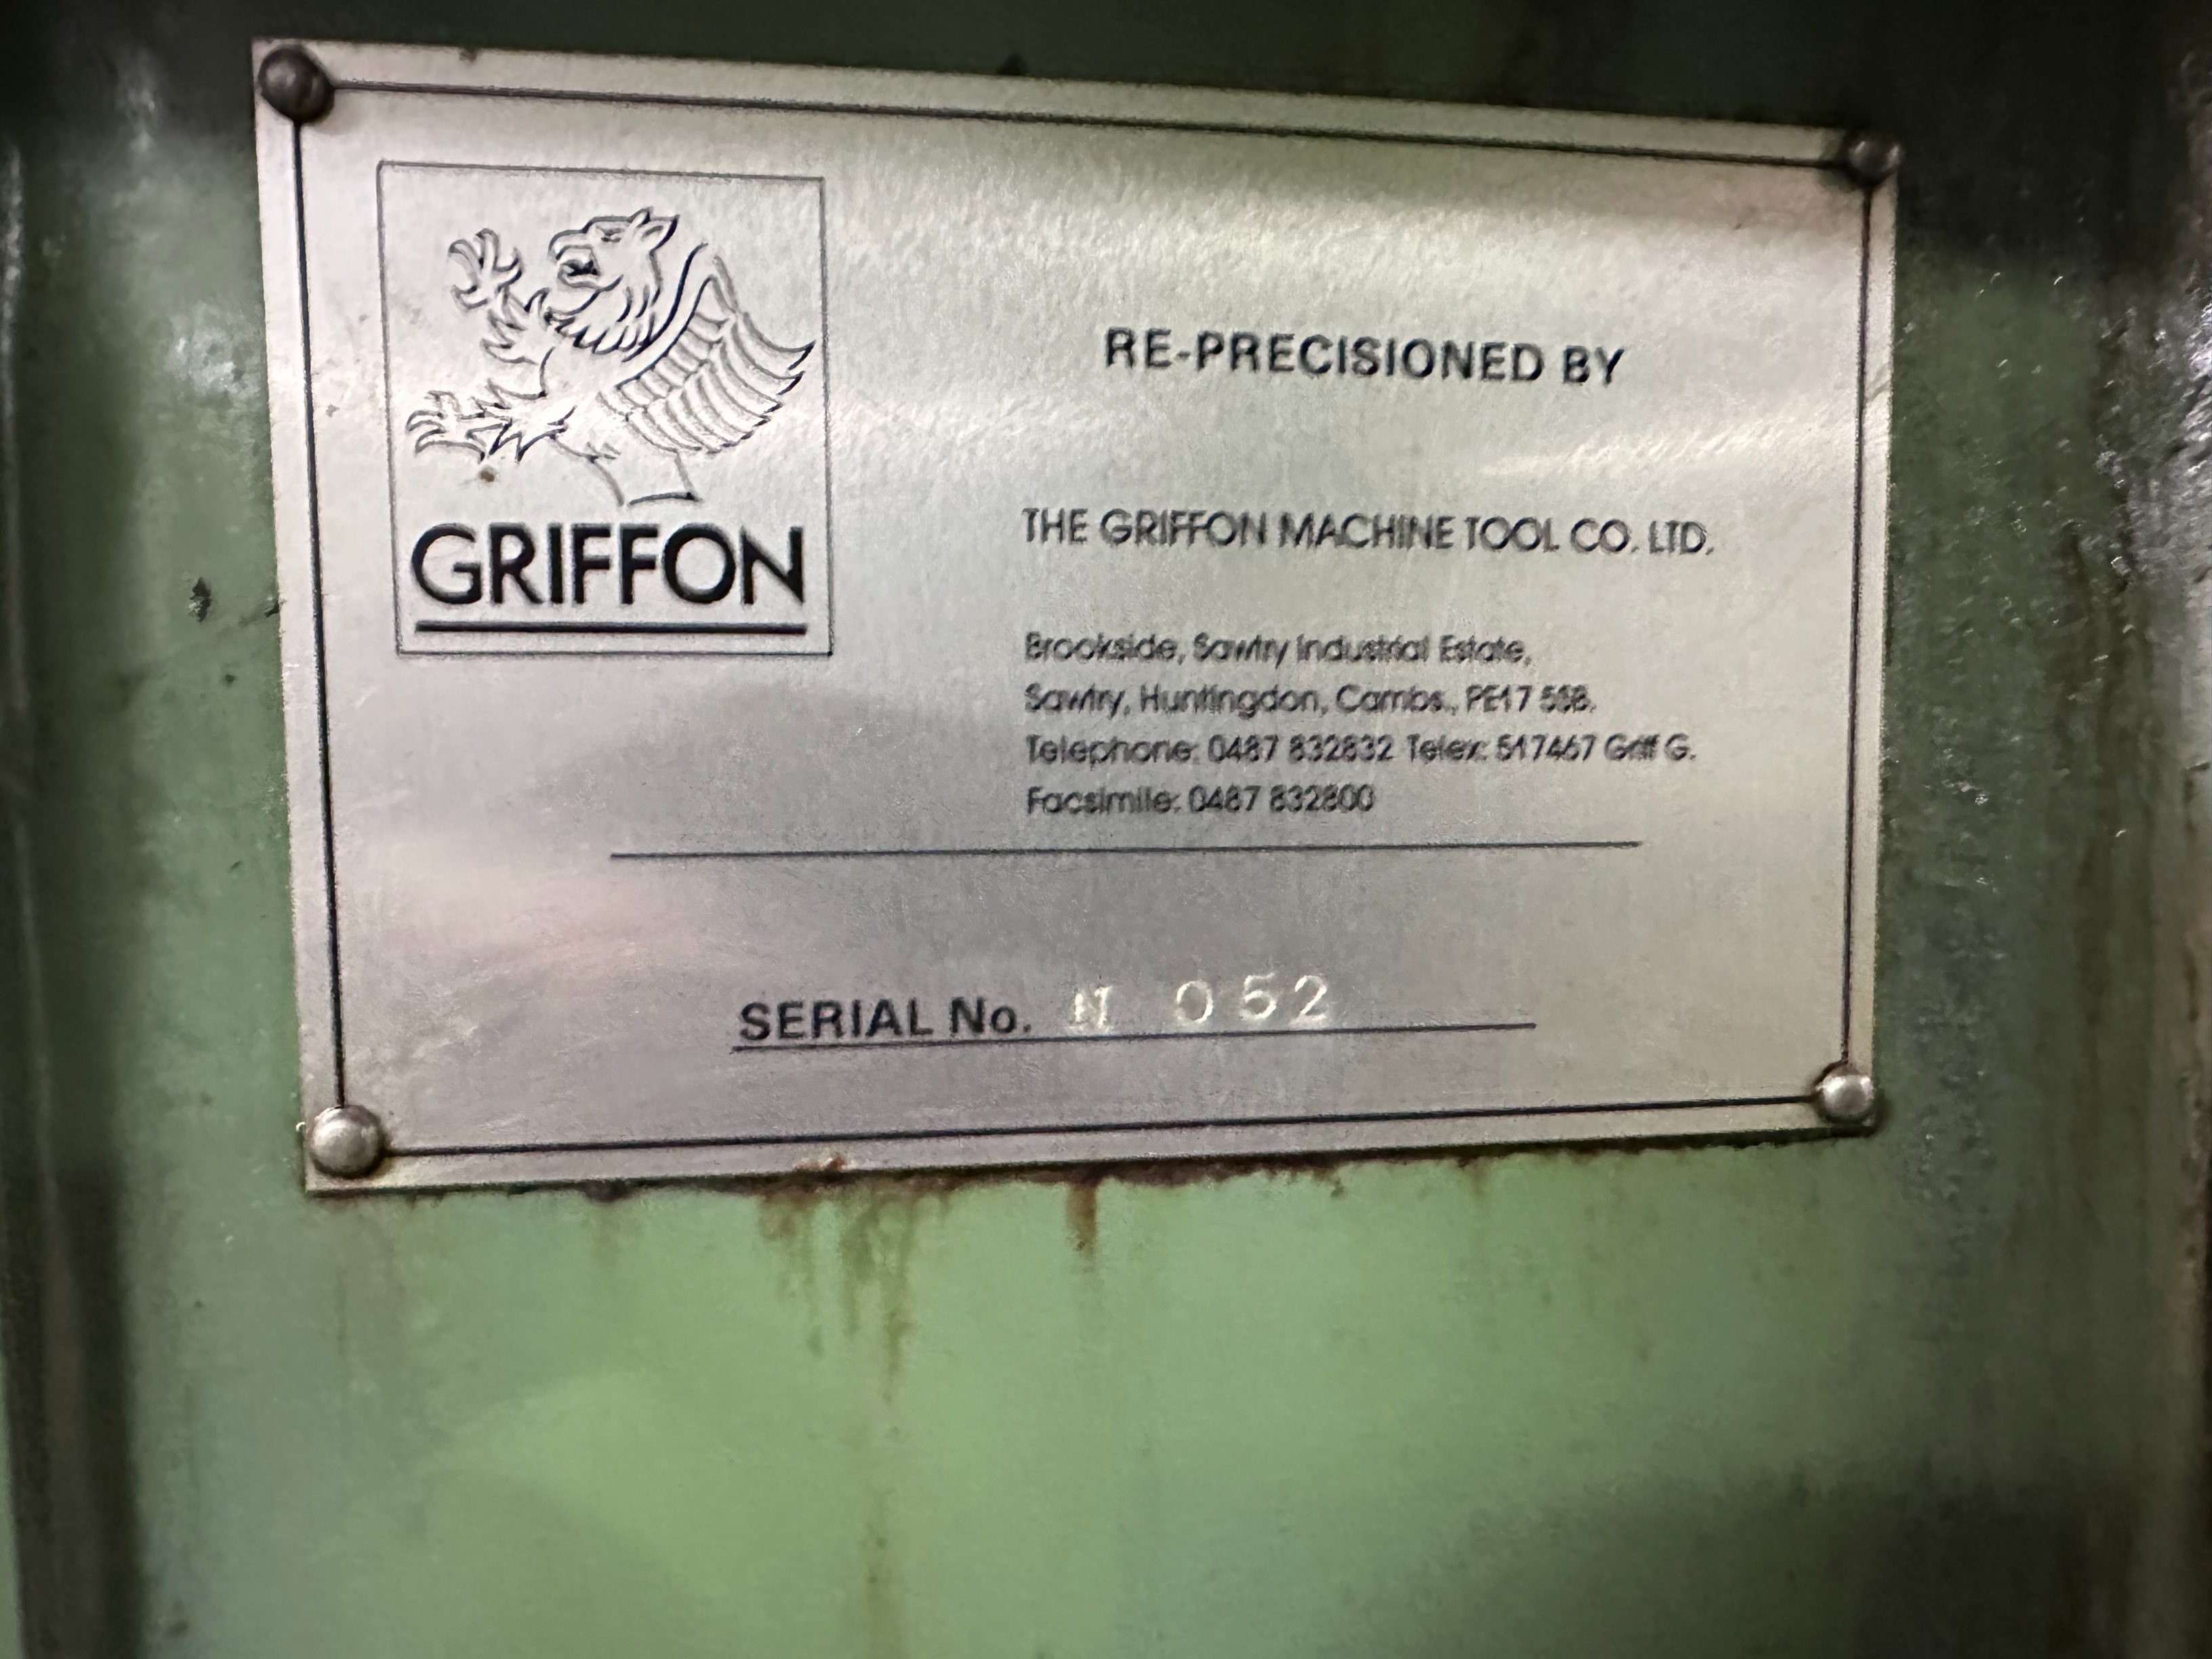 GRIFFON
RE-PRECISIONED BY
THE GRIFFON MACHINE TOOL CO. LTD.
Brookside, Sawtry Industrial Estate,
Sawtry, Huntingdon, Cambs., PE17
Telephone: 0487 832832 Telex: 517467 Griff G.
Facsimile: 0487 832800
SERIAL No. 052